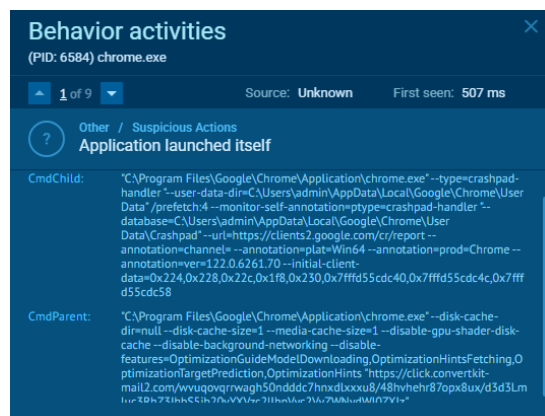 Behavior activities
(PID: 6584) chrome.exe
1 of 9 Source: Unknown First seen: 507 ms
?
Other / Suspicious Actions
Application launched itself
CmdChild: "C:\Program Files\Google\Chrome\Application\chrome.exe" --type=crashpad-
handler "--user-data-dir=C:\Users\admin\AppData\Local\Google\Chrome\User
Data" /prefetch:4 --monitor-self-annotation=ptype=crashpad-handler "--
database=C:\Users\admin\AppData\Local\Google\Chrome\User
Data\Crashpad" --url=https://clients2.google.com/cr/report --
annotation=channel= --annotation=plat=Win64 --annotation=prod=Chrome --
annotation=ver=122.0.6261.70 --initial-client-
data=0x224,0x228,0x22c,0x1f8,0x230,0x7fffd55cdc40,0x7fffd55cdc4c,0x7fff
d55cdc58
CmdParent: "C:\Program Files\Google\Chrome\Application\chrome.exe" --disk-cache-
dir=null --disk-cache-size=1 --media-cache-size=1 --disable-gpu-shader-disk-
cache --disable-background-networking --disable-
features=OptimizationGuideModelDownloading,OptimizationHintsFetching,O
ptimizationTargetPrediction,OptimizationHints "https://click.convertkit-
mail2.com/wvuqovqrrwagh50ndddc7hnxdlxxxu8/48hvhehr87opx8ux/d3d3Lm